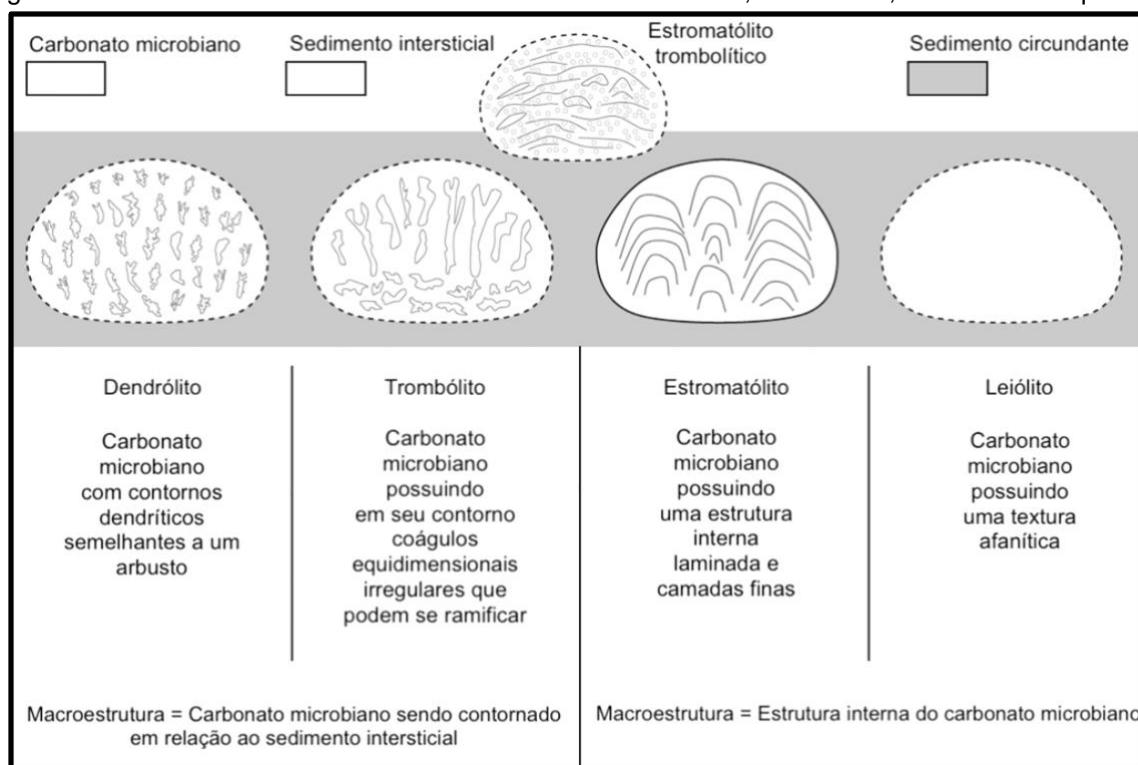 Carbonato microbiano
Sedimento intersticial
Estromatólito
trombolítico
Sedimento circundante
Dendrólito
Carbonato
microbiano
com contornos
dendríticos
semelhantes a um
arbusto
Trombólito
Carbonato
microbiano
possuindo
em seu contorno
coágulos
equidimensionais
irregulares que
podem se ramificar
Estromatólito
Carbonato
microbiano
possuindo
uma estrutura
interna
laminada e
camadas finas
Leiólito
Carbonato
microbiano
possuindo
uma textura
afanítica
Macroestrutura = Carbonato microbiano sendo contornado
em relação ao sedimento intersticial
Macroestrutura = Estrutura interna do carbonato microbiano